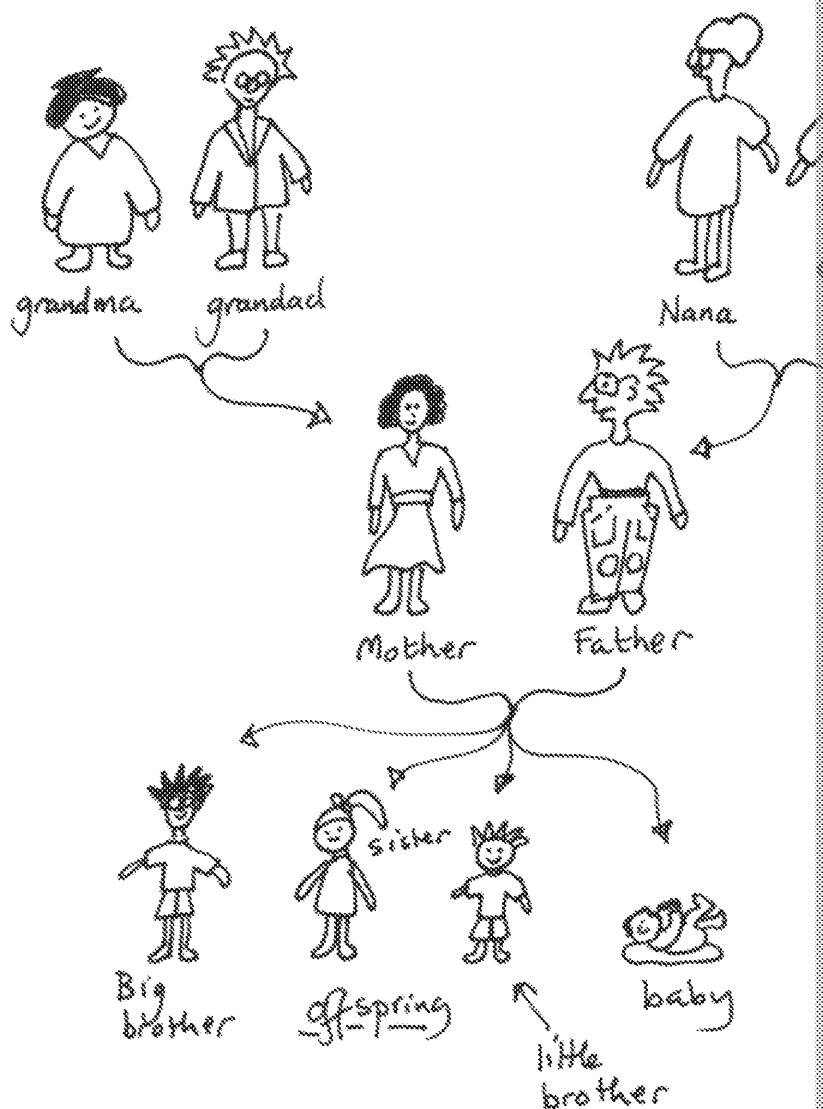 grandma
grandad
Nana
Mother
Father
sister
Big
brother
offspring
little
brother
baby